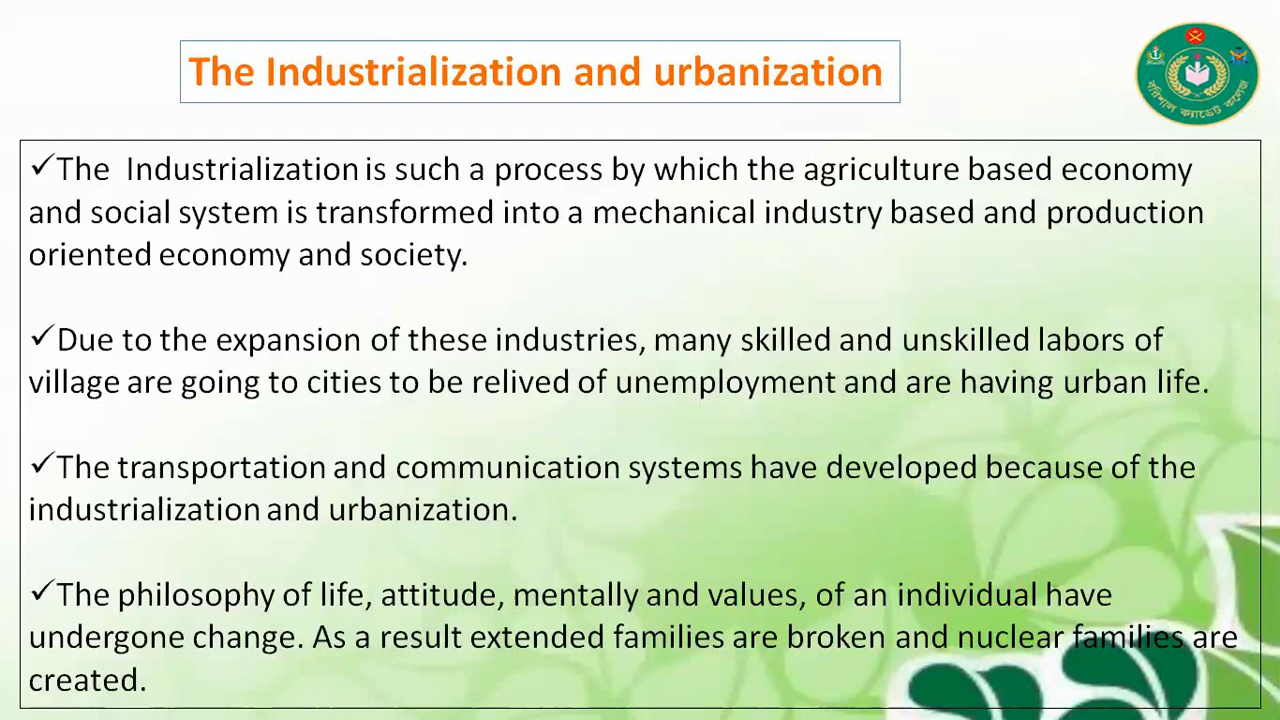 The Industrialization and urbanization
বরিশাল ক্যাডেট কলেজ
✓The Industrialization is such a process by which the agriculture based economy
and social system is transformed into a mechanical industry based and production
oriented economy and society.
✓Due to the expansion of these industries, many skilled and unskilled labors of
village are going to cities to be relived of unemployment and are having urban life.
✓The transportation and communication systems have developed because of the
industrialization and urbanization.
✓The philosophy of life, attitude, mentally and values, of an individual have
undergone change. As a result extended families are broken and nuclear families are
created.